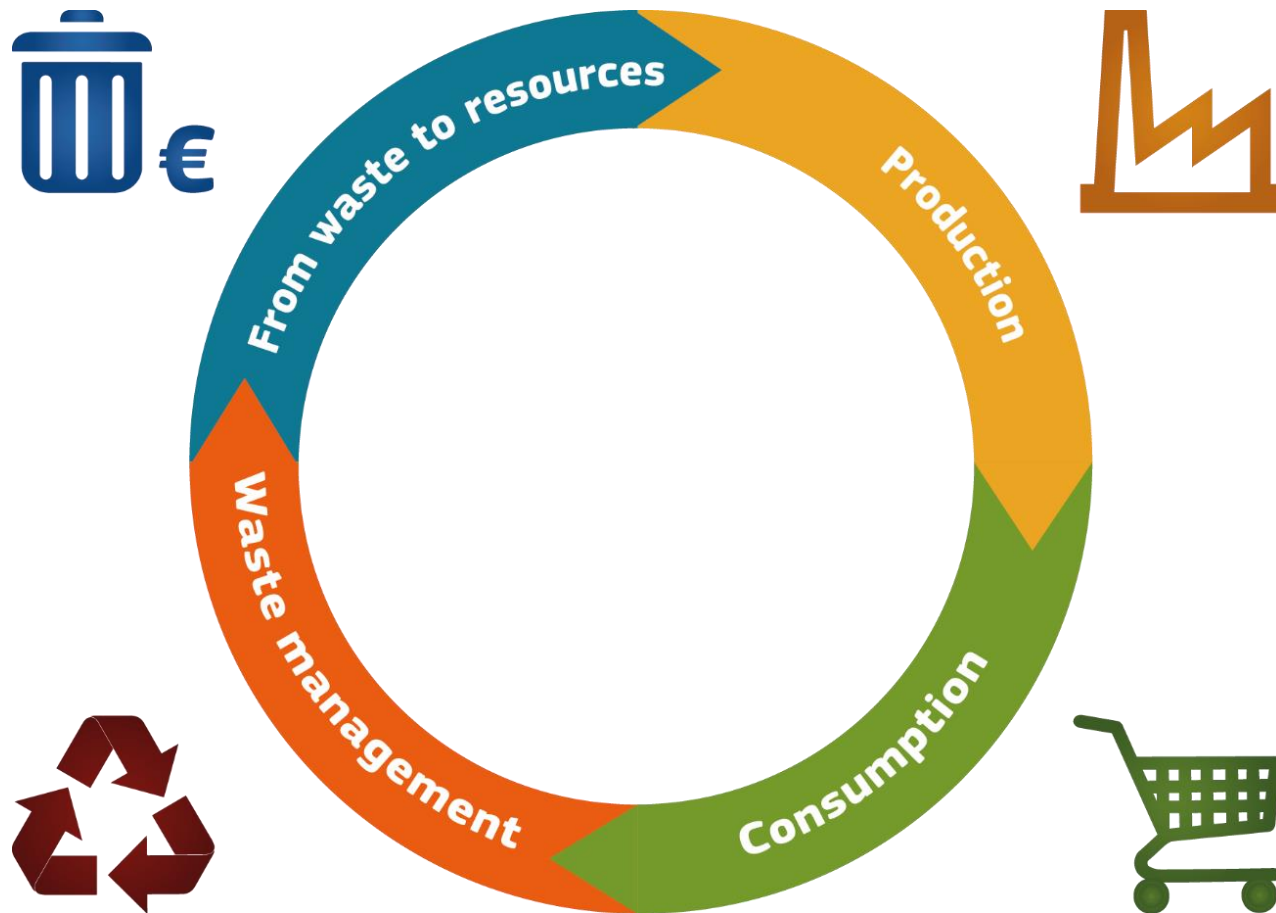 From waste to resources
Production
Consumption
Waste management
€